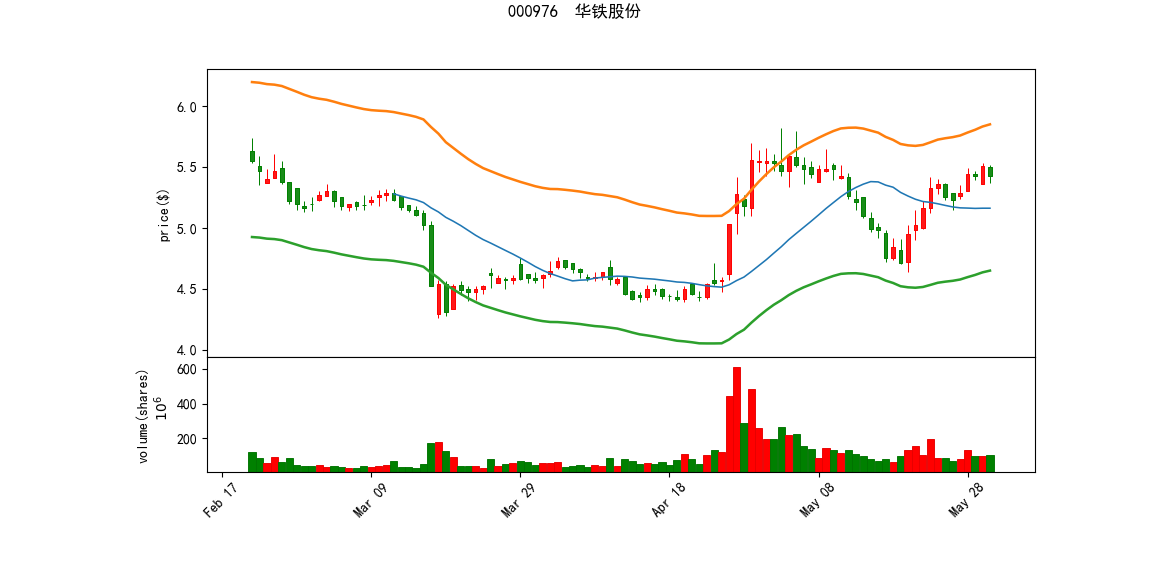 000976 华铁股份
price($)
6.0
5.5
5.0
4.5
4.0
volume(shares)
10^6
600
400
200
Feb 17
Mar 09
Mar 29
Apr 18
May 08
May 28